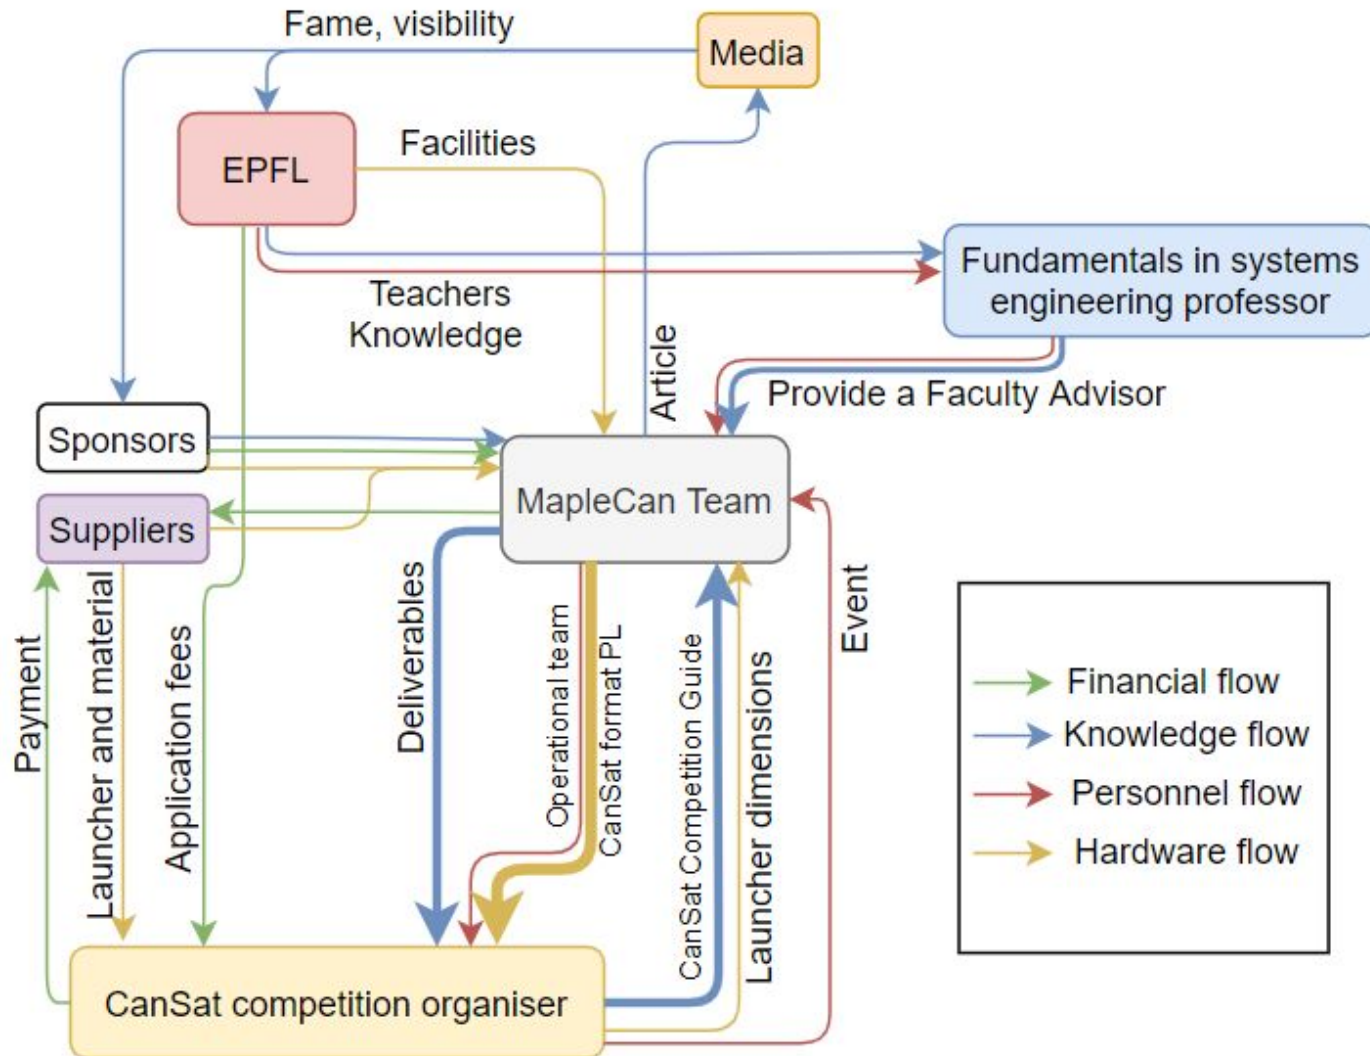 Fame, visibility
Media
EPFL
Facilities
Fundamentals in systems
engineering professor
Teachers
Knowledge
Article
Provide a Faculty Advisor
Sponsors
MapleCan Team
Suppliers
Payment
Launcher and material
Application fees
Deliverables
Operational team
CanSat format PL
CanSat Competition Guide
Launcher dimensions
Event
Financial flow
Knowledge flow
Personnel flow
Hardware flow
CanSat competition organiser